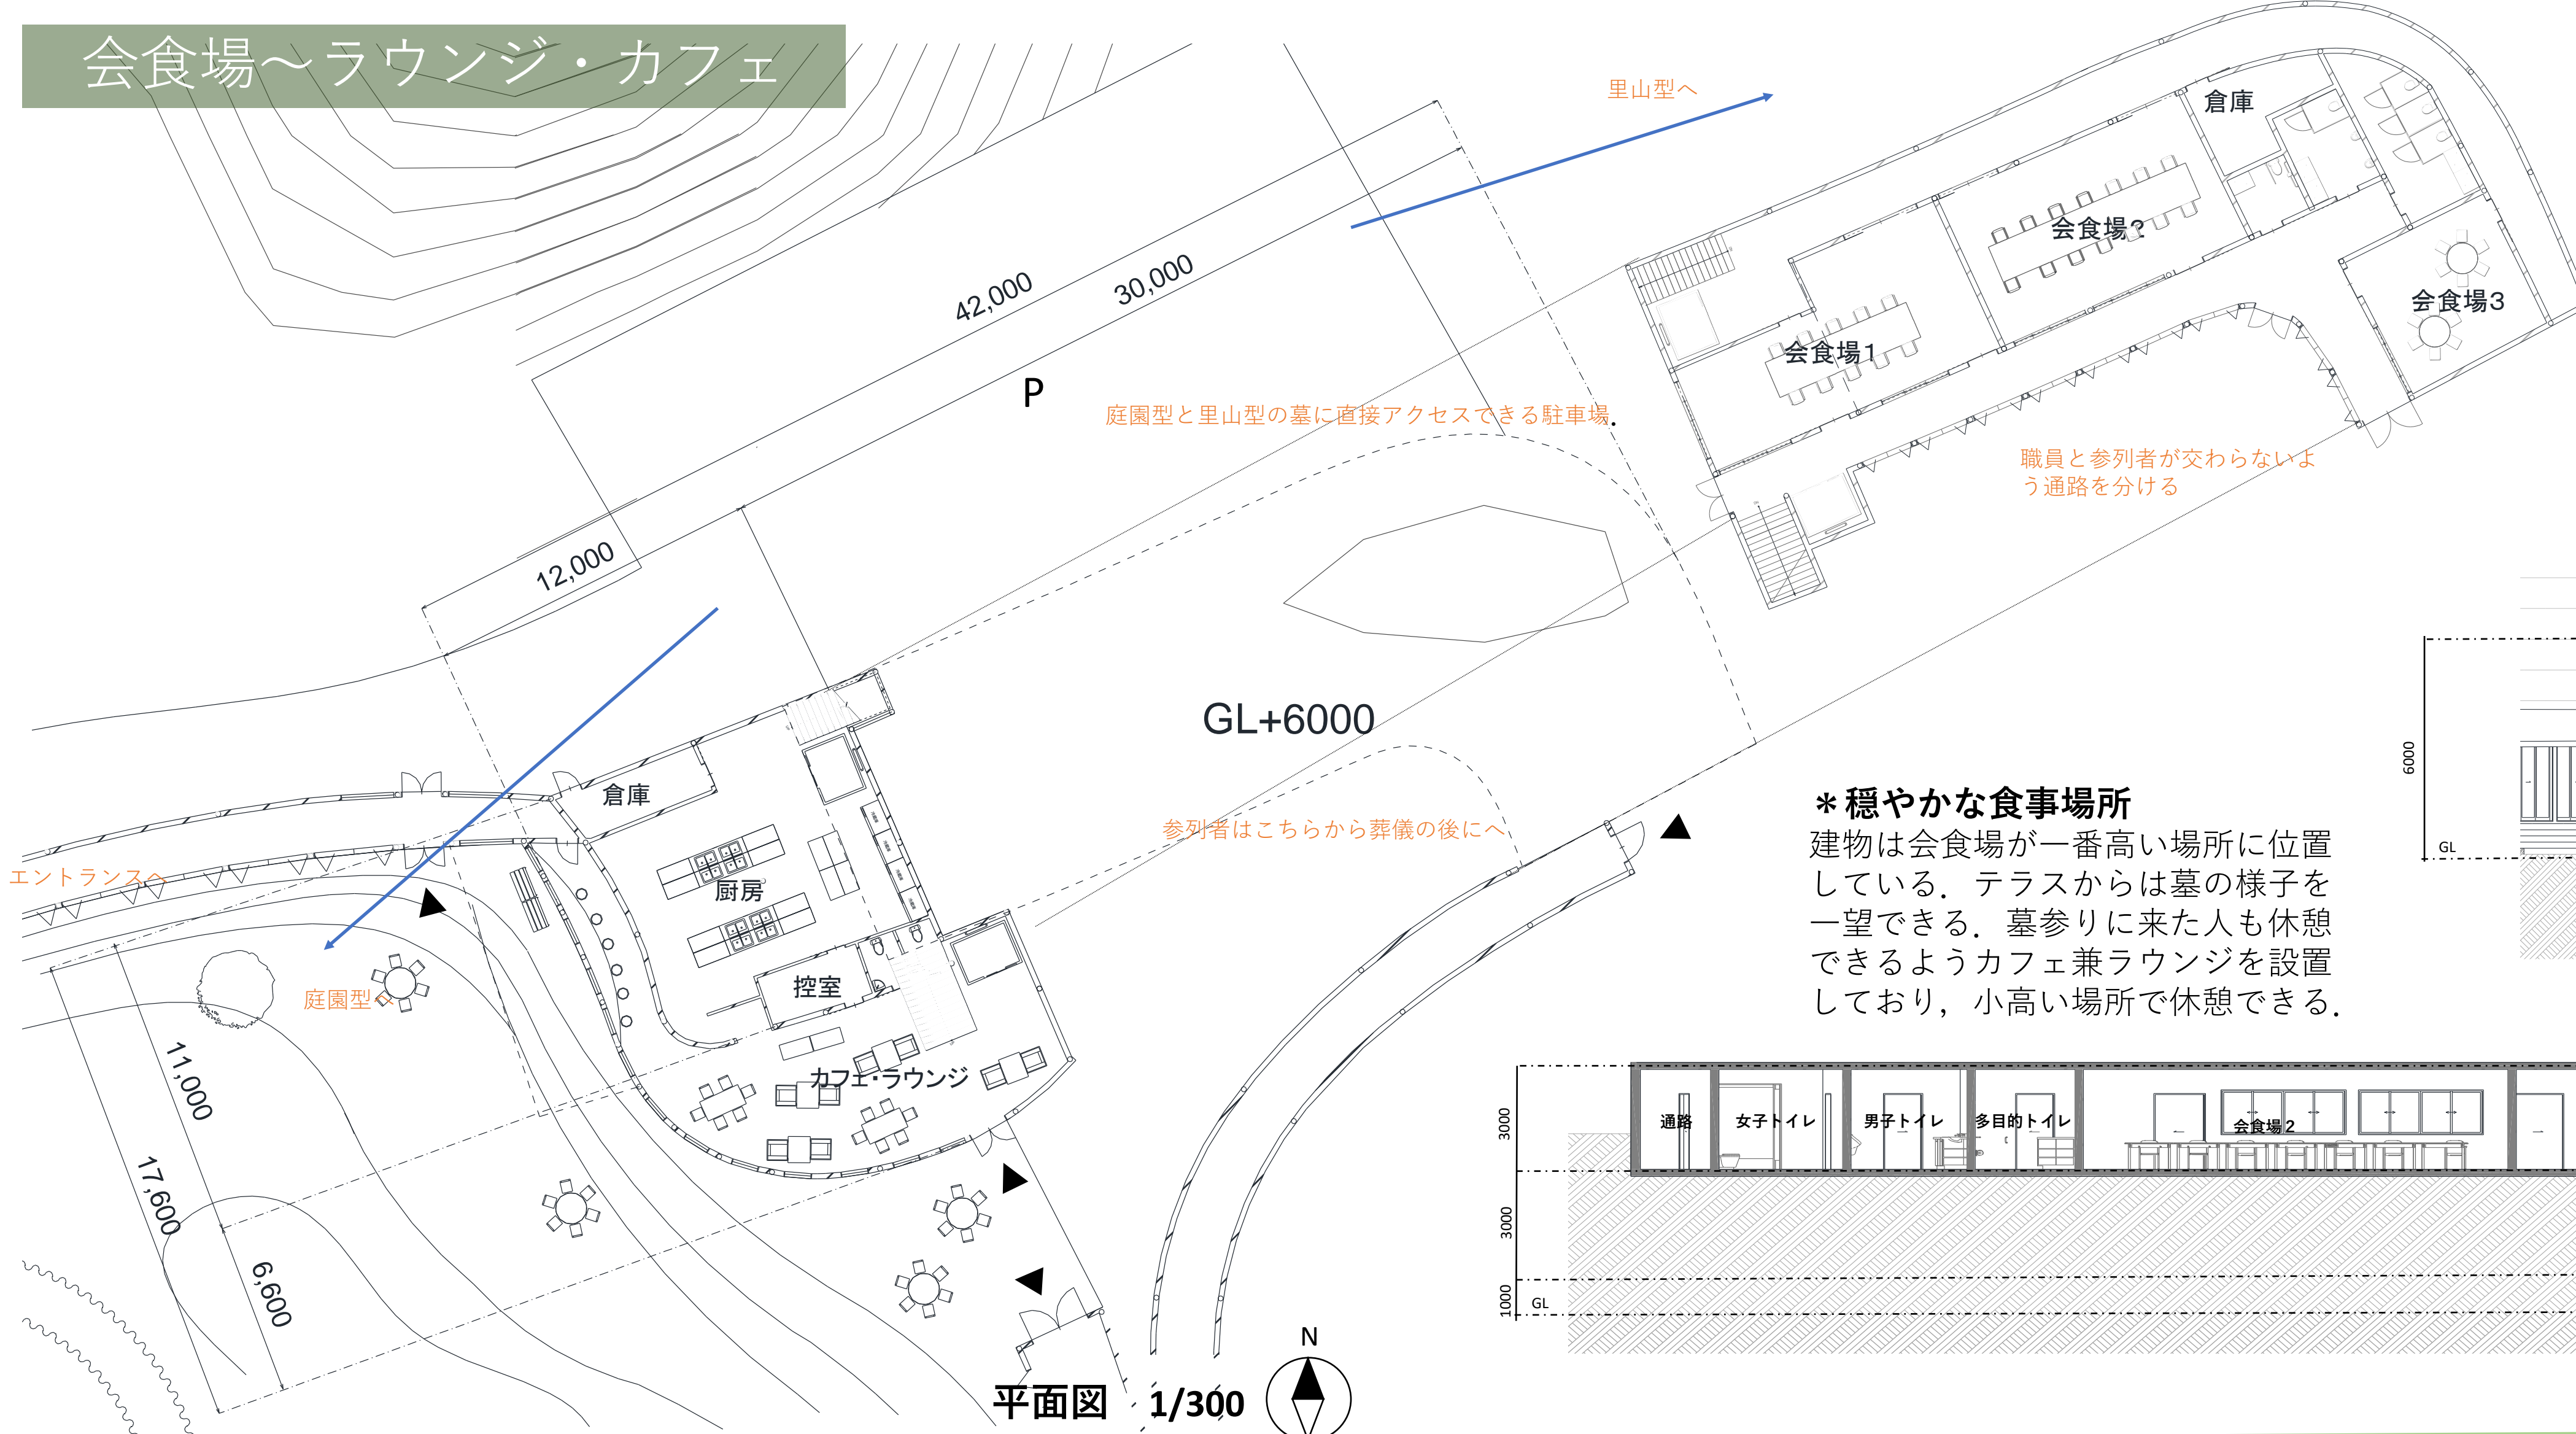 会食場～ラウンジ・カフェ
里山型へ
倉庫
会食場2
会食場3
会食場1
42,000
30,000
P
庭園型と里山型の墓に直接アクセスできる駐車場.
職員と参列者が交わらないよ
う通路を分ける
12,000
GL+6000
6000
GL
倉庫
参列者はこちらから葬儀の後にへ
エントランスへ
厨房
控室
庭園型へ
カフェ・ラウンジ
11,000
17,600
6,600
＊穏やかな食事場所
建物は会食場が一番高い場所に位置
している．テラスからは墓の様子を
一望できる．墓参りに来た人も休憩
できるようカフェ兼ラウンジを設置
しており，小高い場所で休憩できる．
3000
3000
1000
GL
通路
女子トイレ
男子トイレ
多目的トイレ
会食場2
N
平面図　1/300